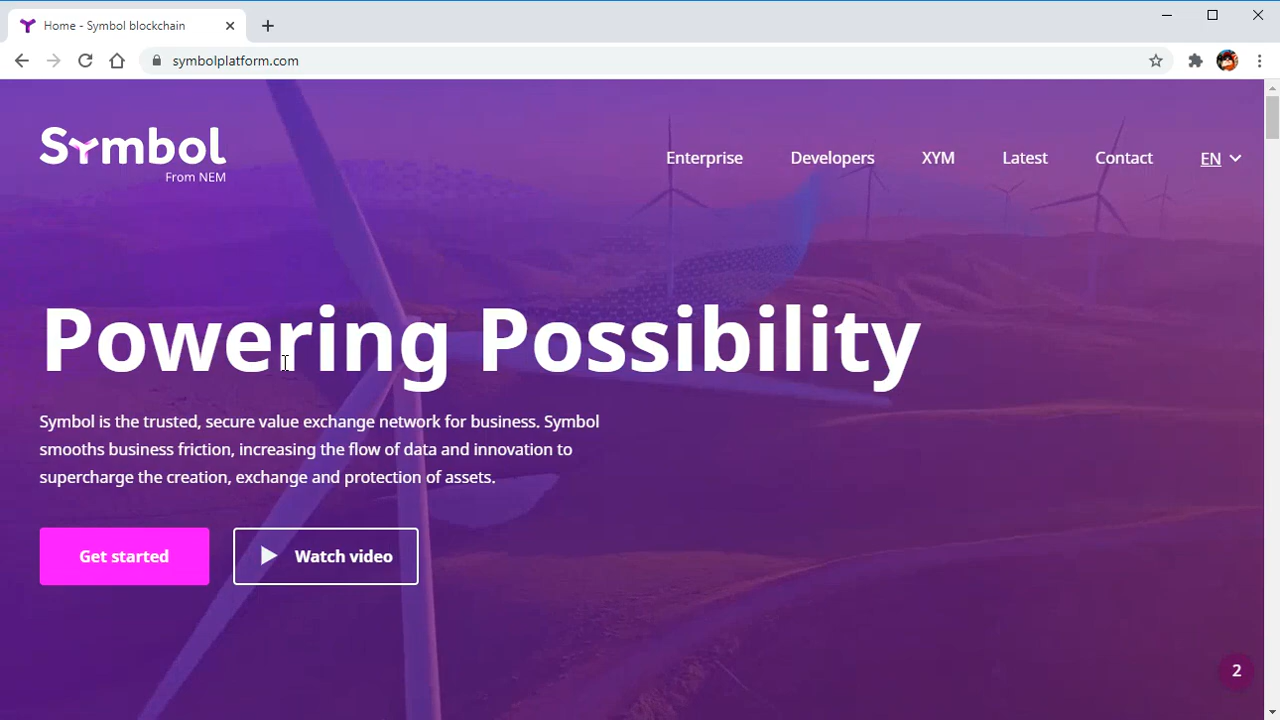 Home - Symbol blockchain
symbolplatform.com
Symbol
From NEM
Enterprise
Developers
XYM
Latest
Contact
EN
Powering Possibility
Symbol is the trusted, secure value exchange network for business. Symbol
smooths business friction, increasing the flow of data and innovation to
supercharge the creation, exchange and protection of assets.
Get started
Watch video
2